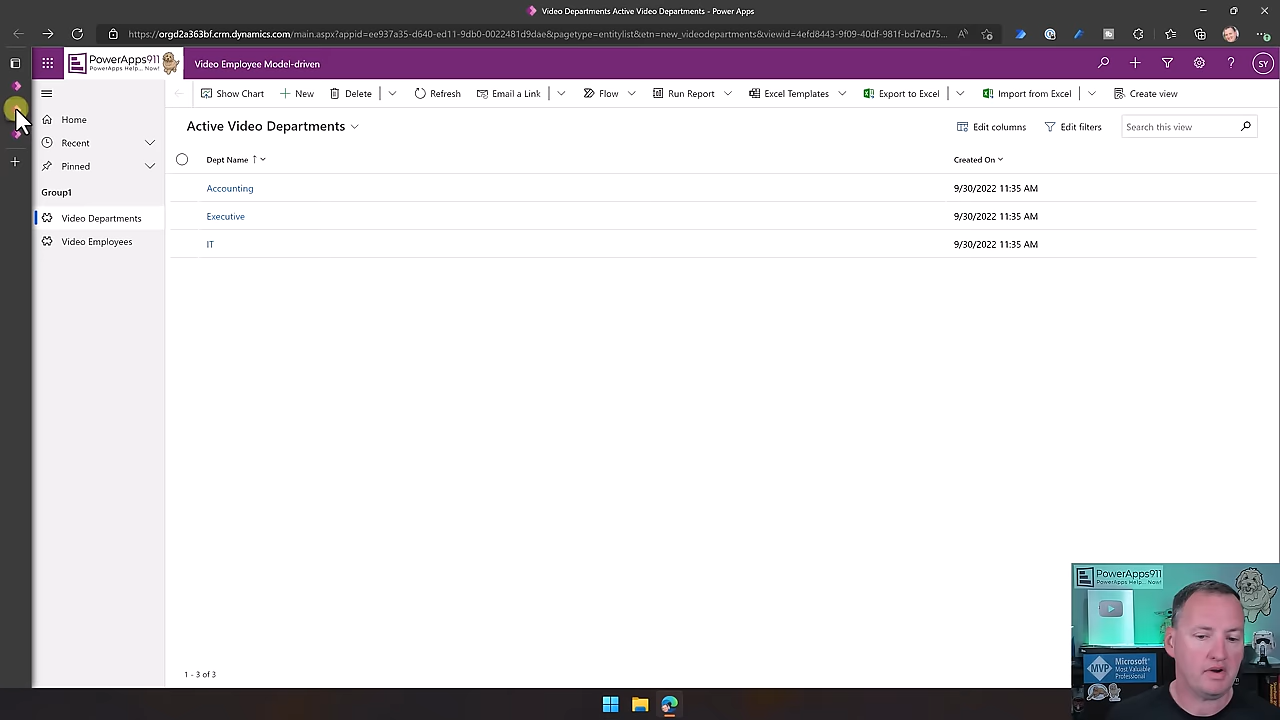 Video Departments Active Video Departments - Power Apps
https://orgd2a363bf.crm.dynamics.com/main.aspx?appid=ee937a35-d640-ed11-9db0-0022481d9dae&pagetype=entitylist&etn=new_videodepartments&viewid=4efd8443-9f09-40df-981f-bd7ed75...
PowerApps911
PowerApps Help... Now!
Video Employee Model-driven
SY
Show Chart
New
Delete
Refresh
Email a Link
Flow
Run Report
Excel Templates
Export to Excel
Import from Excel
Create view
Home
Recent
Pinned
Group1
Video Departments
Video Employees
Active Video Departments
Edit columns
Edit filters
Search this view
Dept Name
Created On
Accounting
9/30/2022 11:35 AM
Executive
9/30/2022 11:35 AM
IT
9/30/2022 11:35 AM
1 - 3 of 3
PowerApps911
PowerApps Help... Now!
MVP
Microsoft®
Most Valuable
Professional